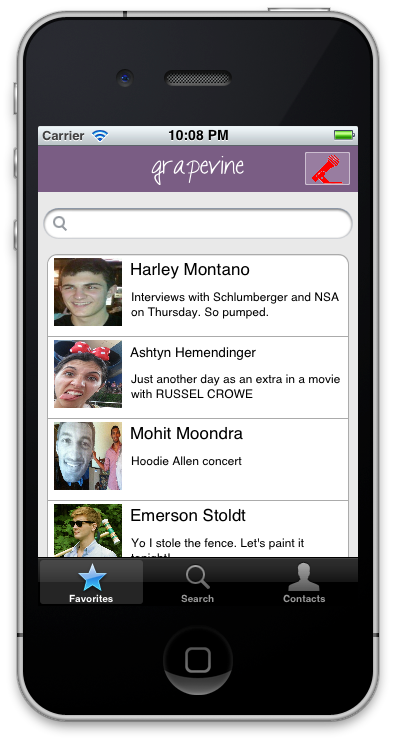 Carrier 10:08 PM
grapevine
Harley Montano
Interviews with Schlumberger and NSA
on Thursday. So pumped.
Ashtyn Hemendinger
Just another day as an extra in a movie
with RUSSEL CROWE
Mohit Moondra
Hoodie Allen concert
Emerson Stoldt
Yo I stole the fence. Let's paint it
tonight!
Favorites Search Contacts